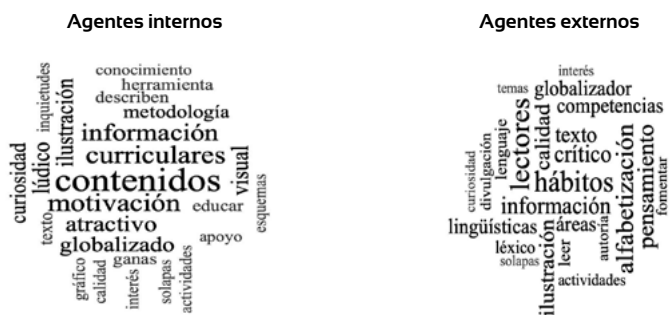 Agentes internos
conocimiento
herramienta
describen
metodología
información
curriculares
contenidos
motivación
educar
atractivo
globalizado
apoyo
ganas
curiosidad
inquietudes
lúdico
texto
ilustración
visual
esquemas
gráfico
calidad
interés
solapas
actividades
Agentes externos
interés
temas
globalizador
competencias
texto
crítico
hábitos
información
lingüísticas
áreas
léxico
solapas
actividades
curiosidad
divulgación
lenguaje
lectores
calidad
ilustración
leer
autoría
alfabetización
pensamiento
fomentar